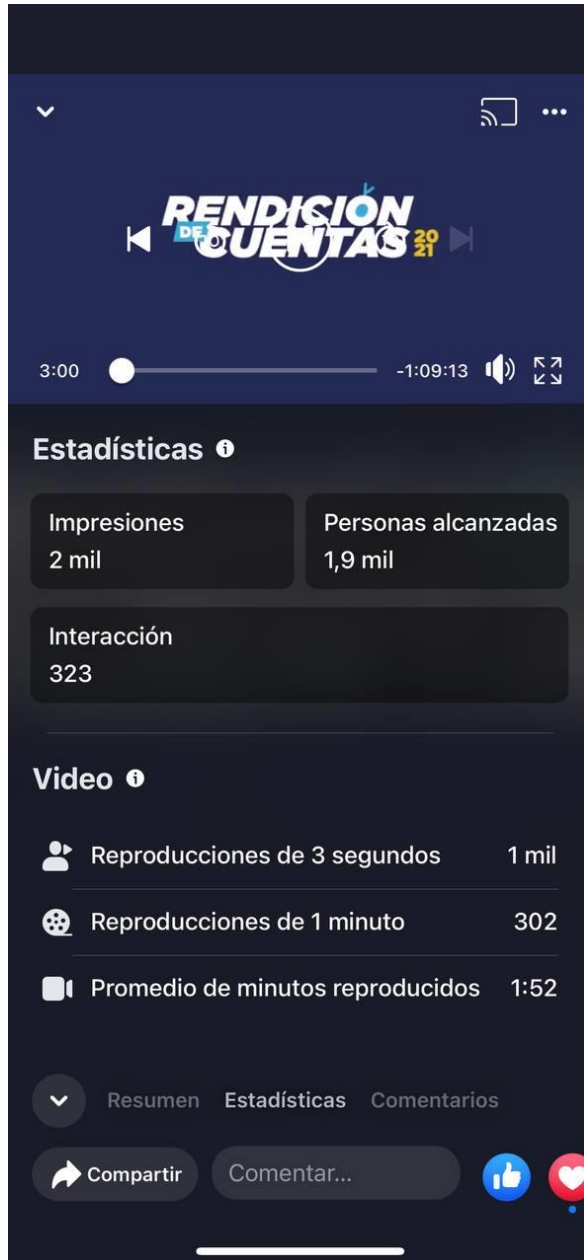 RENDICIÓN
DE CUENTAS 2021
3:00 -1:09:13
Estadísticas
Impresiones
2 mil
Personas alcanzadas
1,9 mil
Interacción
323
Video
Reproducciones de 3 segundos 1 mil
Reproducciones de 1 minuto 302
Promedio de minutos reproducidos 1:52
Resumen Estadísticas Comentarios
Compartir Comentar...